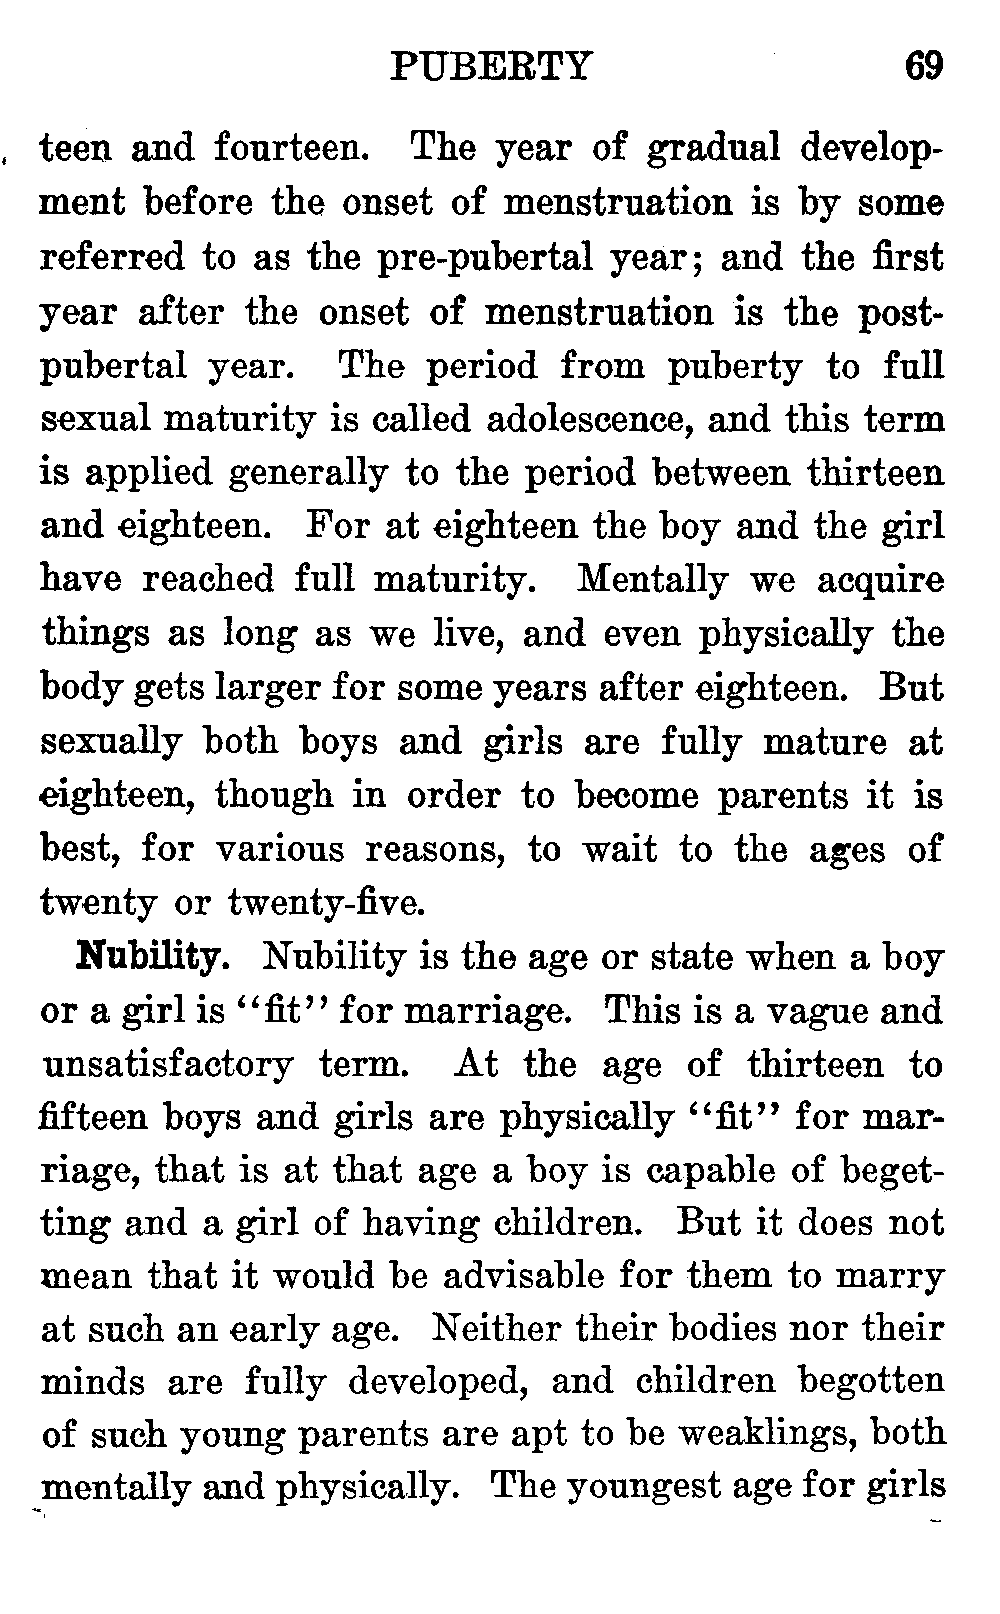 PUBERTY 69
teen and fourteen. The year of gradual develop-
ment before the onset of menstruation is by some
referred to as the pre-pubertal year; and the first
year after the onset of menstruation is the post-
pubertal year. The period from puberty to full
sexual maturity is called adolescence, and this term
is applied generally to the period between thirteen
and eighteen. For at eighteen the boy and the girl
have reached full maturity. Mentally we acquire
things as long as we live, and even physically the
body gets larger for some years after eighteen. But
sexually both boys and girls are fully mature at
eighteen, though in order to become parents it is
best, for various reasons, to wait to the ages of
twenty or twenty-five.
Nubility. Nubility is the age or state when a boy
or a girl is "fit" for marriage. This is a vague and
unsatisfactory term. At the age of thirteen to
fifteen boys and girls are physically "fit" for mar-
riage, that is at that age a boy is capable of beget-
ting and a girl of having children. But it does not
mean that it would be advisable for them to marry
at such an early age. Neither their bodies nor their
minds are fully developed, and children begotten
of such young parents are apt to be weaklings, both
mentally and physically. The youngest age for girls